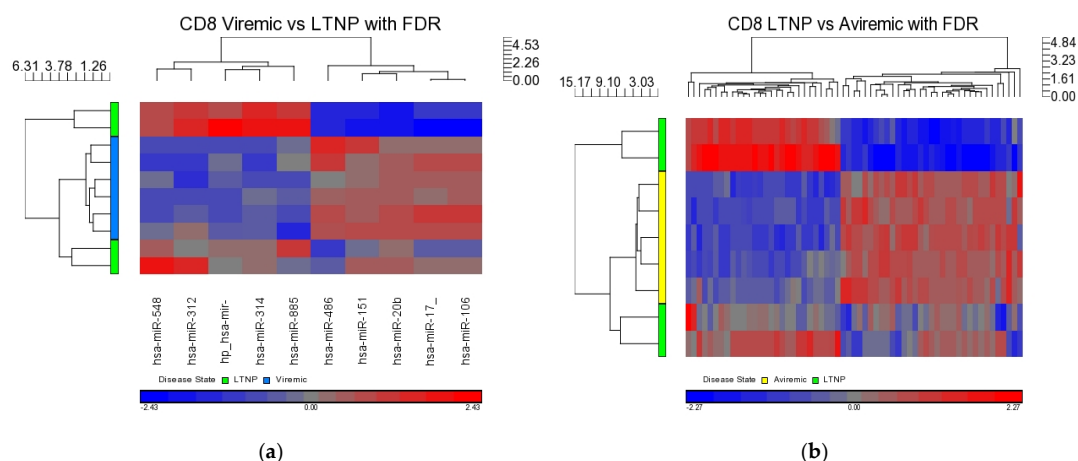 CD8 Viremic vs LTNP with FDR
4.53
2.26
0.00
6.31 3.78 1.26
hsa-miR-548
hsa-miR-312
hp_hsa-mir-
hsa-miR-314
hsa-miR-885
hsa-miR-486
hsa-miR-151
hsa-miR-20b
hsa-miR-17_
hsa-miR-106
Disease State LTNP Viremic
-2.43 0.00 2.43
(a)
CD8 LTNP vs Aviremic with FDR
4.84
3.23
1.61
0.00
15.17 9.10 3.03
Disease State Aviremic LTNP
-2.27 0.00 2.27
(b)